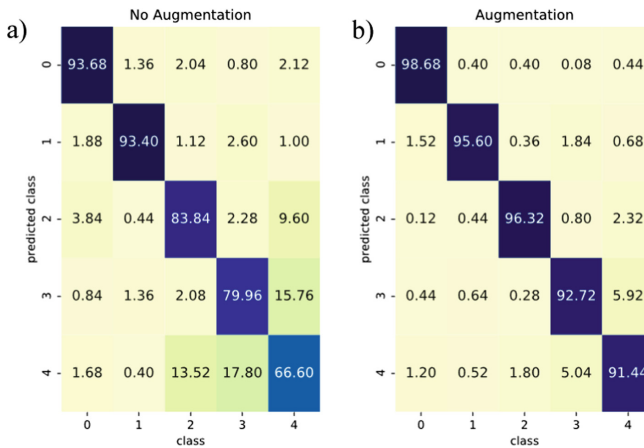 No Augmentation
a)
0 93.68 1.36 2.04 0.80 2.12
1 1.88 93.40 1.12 2.60 1.00
2 3.84 0.44 83.84 2.28 9.60
3 0.84 1.36 2.08 79.96 15.76
4 1.68 0.40 13.52 17.80 66.60
0 1 2 3 4
predicted class
class
Augmentation
b)
0 98.68 0.40 0.40 0.08 0.44
1 1.52 95.60 0.36 1.84 0.68
2 0.12 0.44 96.32 0.80 2.32
3 0.44 0.64 0.28 92.72 5.92
4 1.20 0.52 1.80 5.04 91.44
0 1 2 3 4
predicted class
class